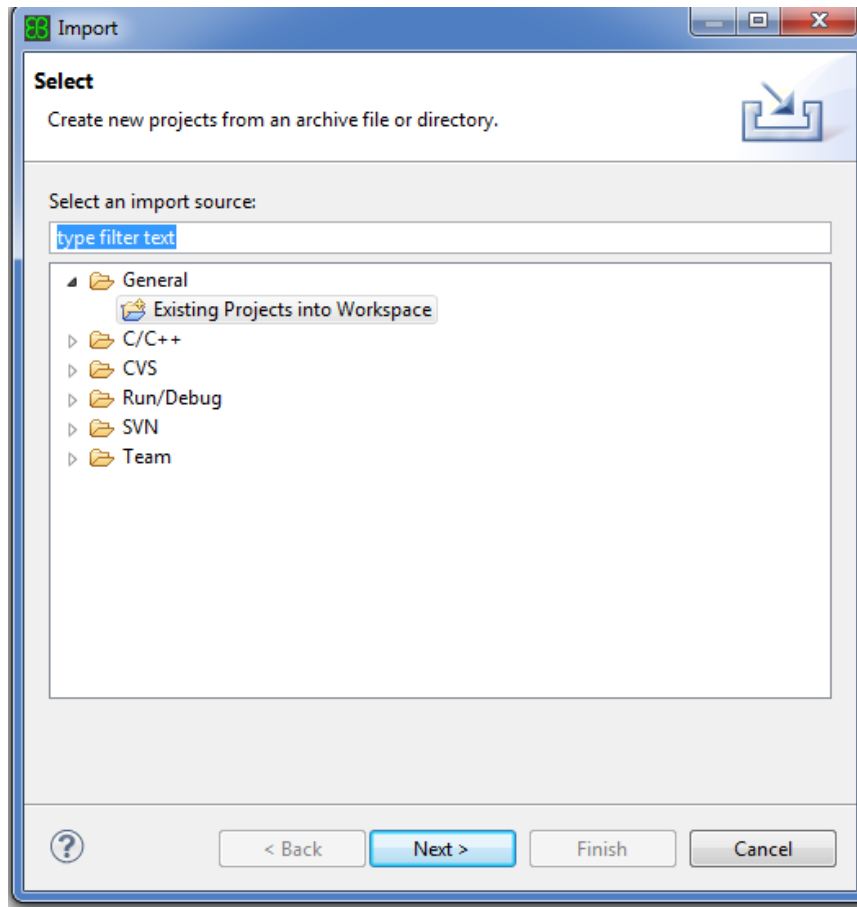 Import
Select
Create new projects from an archive file or directory.
Select an import source:
type filter text
General
Existing Projects into Workspace
C/C++
CVS
Run/Debug
SVN
Team
? < Back Next > Finish Cancel